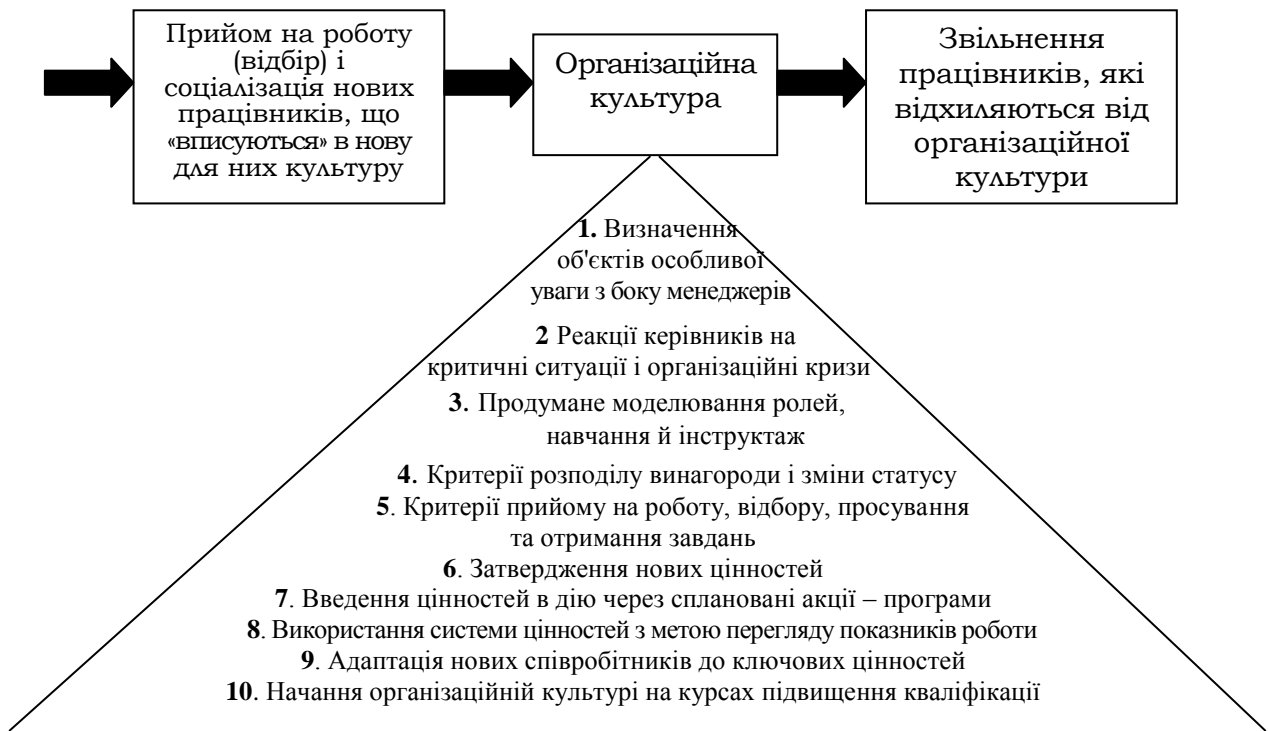 Прийом на роботу
(відбір) і
соціалізація нових
працівників, що
«вписуються» в нову
для них культуру
Організаційна
культура
Звільнення
працівників, які
відхиляються від
організаційної
культури
1. Визначення
об'єктів особливої
уваги з боку менеджерів
2 Реакції керівників на
критичні ситуації і організаційні кризи
3. Продумане моделювання ролей,
навчання й інструктаж
4. Критерії розподілу винагороди і зміни статусу
5. Критерії прийому на роботу, відбору, просування
та отримання завдань
6. Затвердження нових цінностей
7. Введення цінностей в дію через сплановані акції – програми
8. Використання системи цінностей з метою перегляду показників роботи
9. Адаптація нових співробітників до ключових цінностей
10. Начання організаційній культурі на курсах підвищення кваліфікації